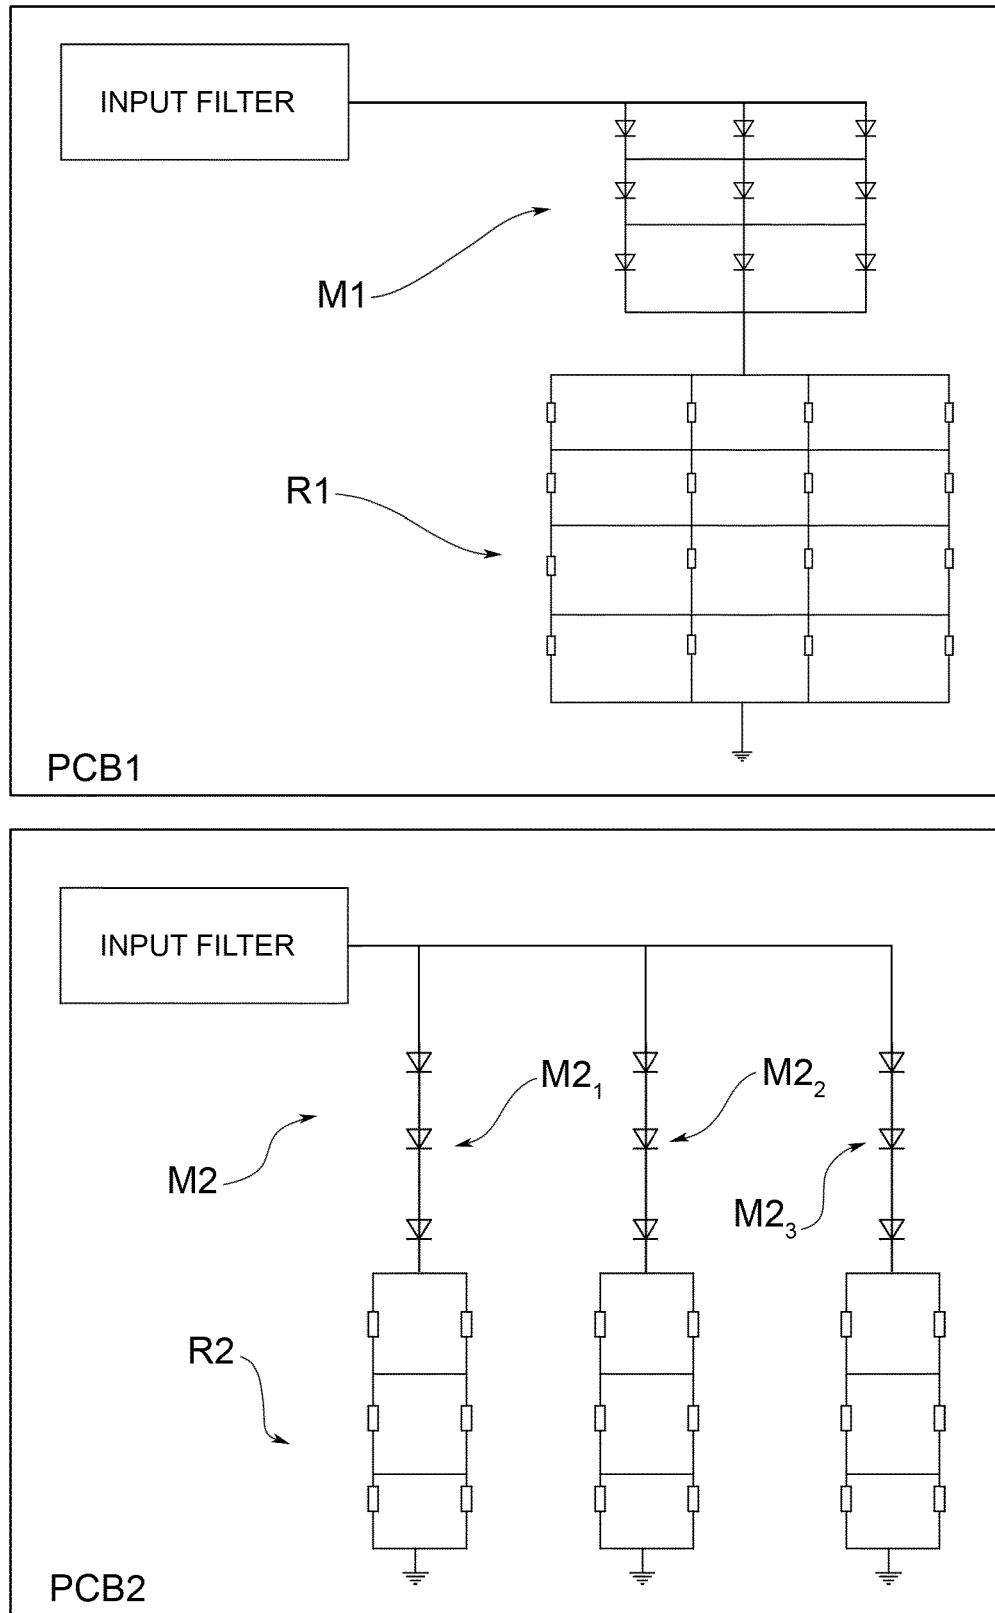 INPUT FILTER
M1
R1
PCB1
INPUT FILTER
M2₁
M2₂
M2
M2₃
R2
PCB2